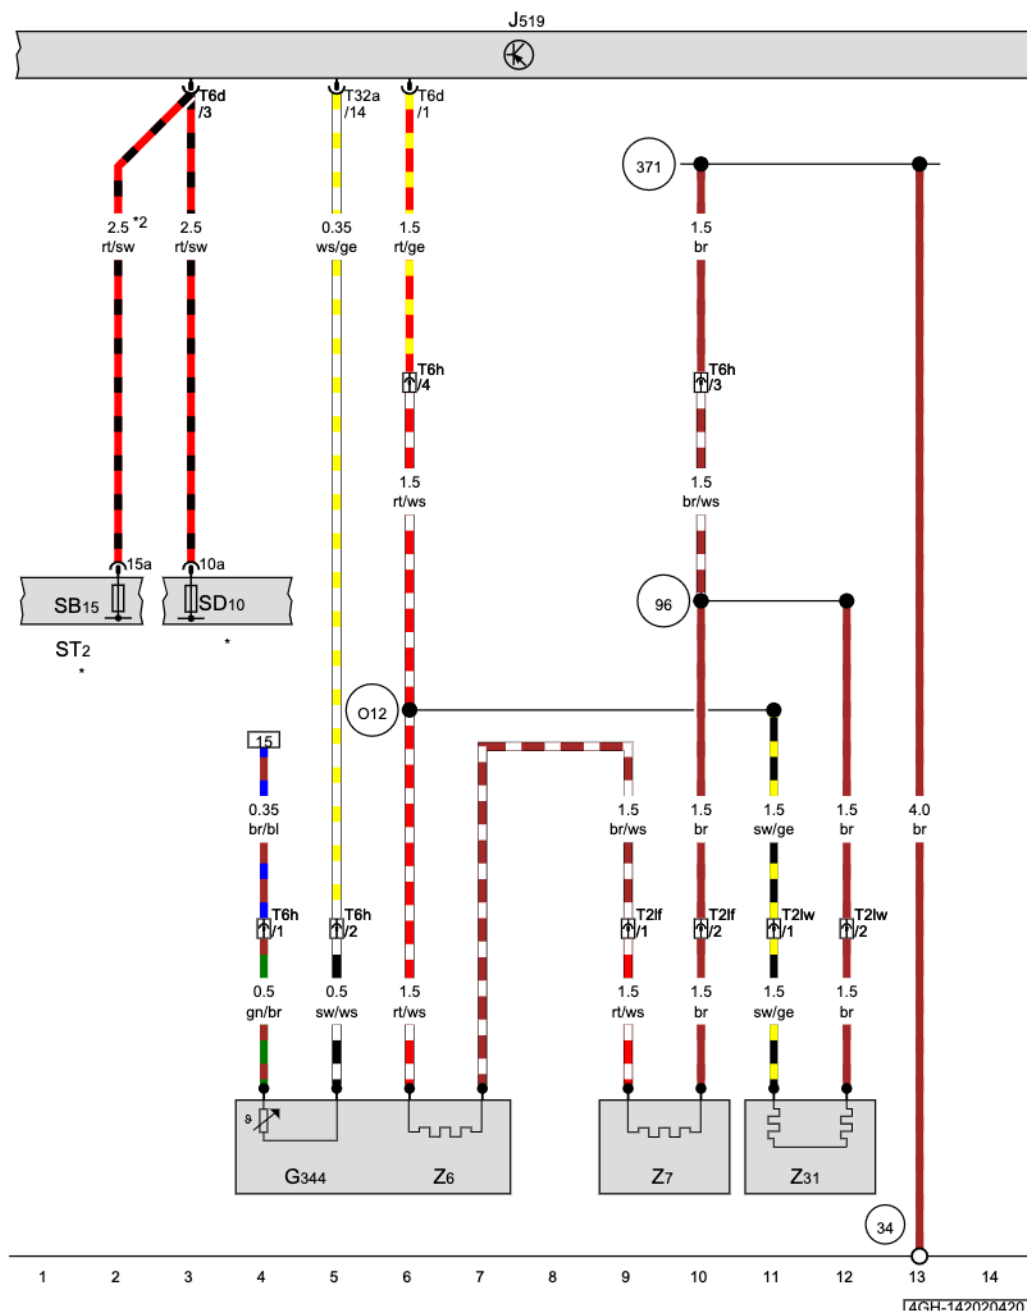 J519
T6d
/3
T32a
/14
T6d
/1
371
2.5 *2
rt/sw
2.5
rt/sw
0.35
ws/ge
1.5
rt/ge
1.5
br
T6h
/4
T6h
/3
1.5
rt/ws
1.5
br/ws
15a
10a
SB15
SD10
96
ST2
*
*
O12
15
0.35
br/bl
1.5
br/ws
1.5
br
1.5
sw/ge
1.5
br
4.0
br
T6h
/1
T6h
/2
T2lf
/1
T2lf
/2
T2lw
/1
T2lw
/2
0.5
gn/br
0.5
sw/ws
1.5
rt/ws
1.5
rt/ws
1.5
br
1.5
sw/ge
1.5
br
ϑ
G344
Z6
Z7
Z31
34
1 2 3 4 5 6 7 8 9 10 11 12 13 14
4GH-142020420